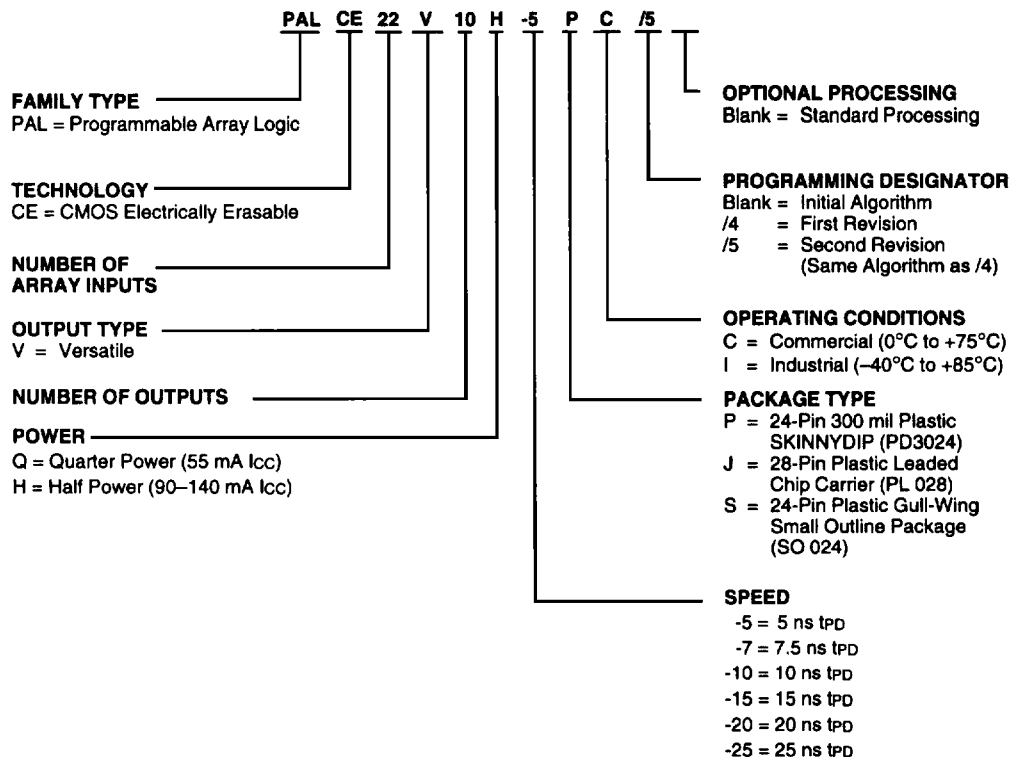 PAL CE 22 V 10 H -5 P C /5
FAMILY TYPE
PAL = Programmable Array Logic
TECHNOLOGY
CE = CMOS Electrically Erasable
NUMBER OF
ARRAY INPUTS
OUTPUT TYPE
V = Versatile
NUMBER OF OUTPUTS
POWER
Q = Quarter Power (55 mA ICC)
H = Half Power (90–140 mA ICC)
OPTIONAL PROCESSING
Blank = Standard Processing
PROGRAMMING DESIGNATOR
Blank = Initial Algorithm
/4 = First Revision
/5 = Second Revision
(Same Algorithm as /4)
OPERATING CONDITIONS
C = Commercial (0°C to +75°C)
I = Industrial (–40°C to +85°C)
PACKAGE TYPE
P = 24-Pin 300 mil Plastic
SKINNYDIP (PD3024)
J = 28-Pin Plastic Leaded
Chip Carrier (PL 028)
S = 24-Pin Plastic Gull-Wing
Small Outline Package
(SO 024)
SPEED
-5 = 5 ns tPD
-7 = 7.5 ns tPD
-10 = 10 ns tPD
-15 = 15 ns tPD
-20 = 20 ns tPD
-25 = 25 ns tPD